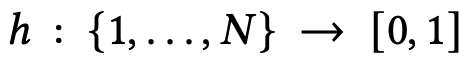 h : {1, . . . , N} → [0, 1]